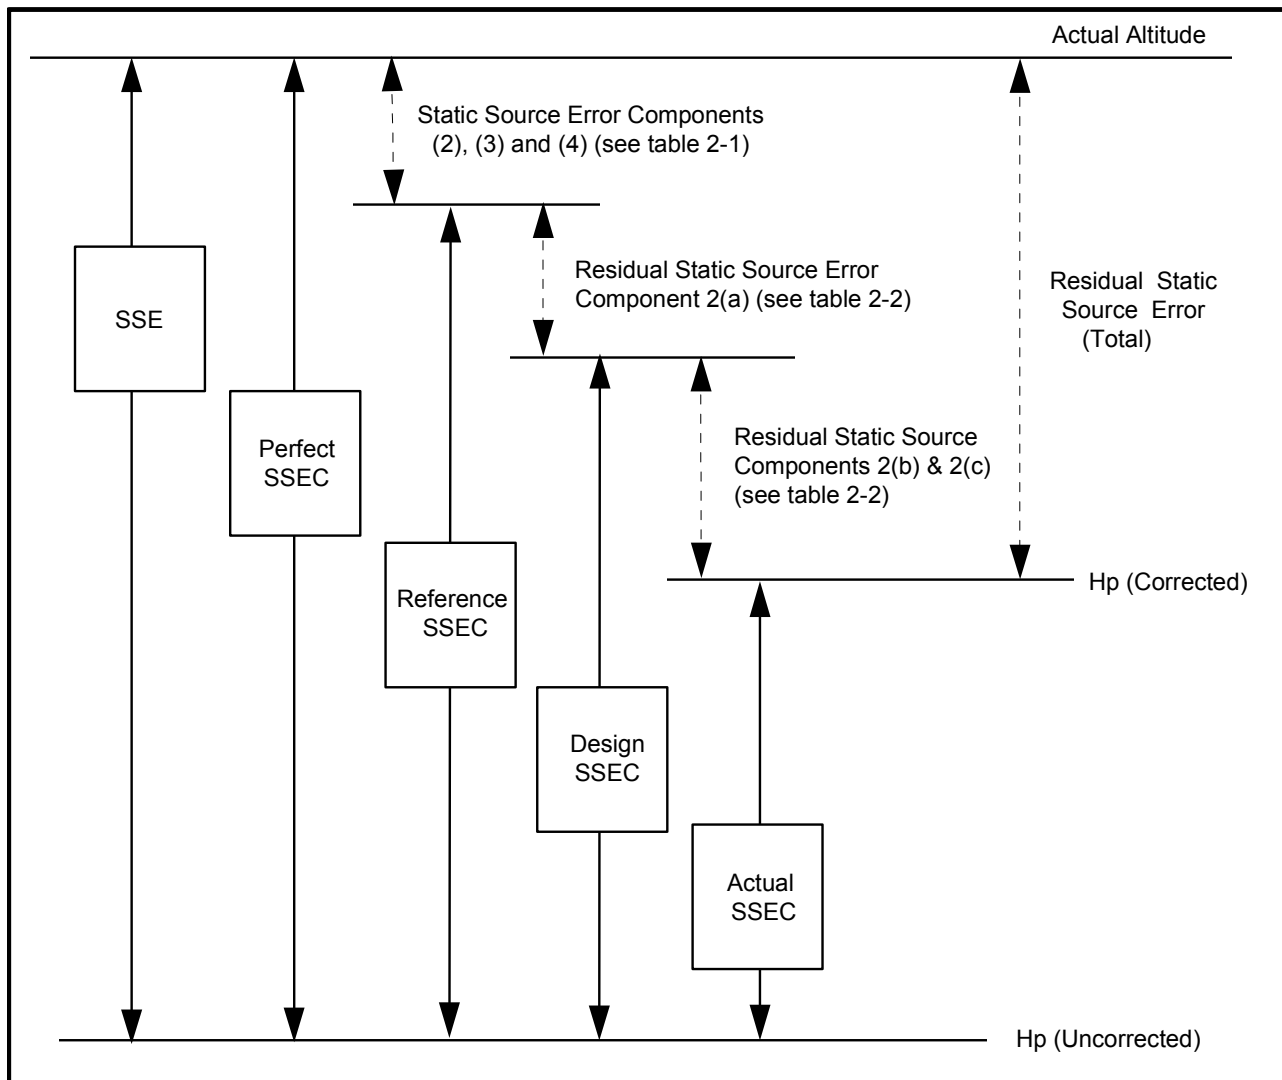 Actual Altitude
Static Source Error Components
(2), (3) and (4) (see table 2-1)
Residual Static Source Error
Component 2(a) (see table 2-2)
Residual Static
Source Error
(Total)
SSE
Perfect
SSEC
Residual Static Source
Components 2(b) & 2(c)
(see table 2-2)
Reference
SSEC
Hp (Corrected)
Design
SSEC
Actual
SSEC
Hp (Uncorrected)